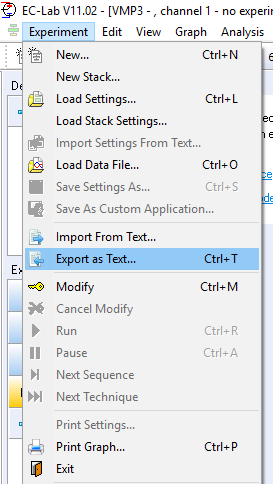 EC-Lab V11.02 - [VMP3 - , channel 1 - no experim
Experiment Edit View Graph Analysis
New... Ctrl+N
New Stack...
Load Settings... Ctrl+L
Load Stack Settings...
Import Settings From Text...
Load Data File... Ctrl+O
Save Settings As... Ctrl+S
Save As Custom Application...
Import From Text...
Export as Text... Ctrl+T
Modify Ctrl+M
Cancel Modify
Run Ctrl+R
Pause Ctrl+A
Next Sequence
Next Technique
Print Settings...
Print Graph... Ctrl+P
Exit